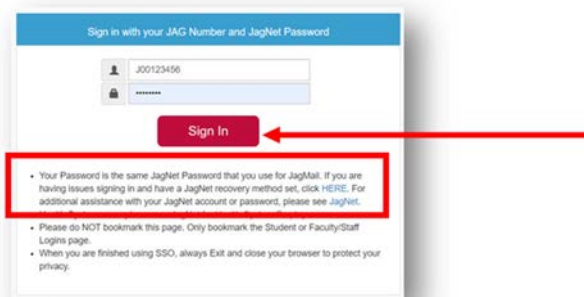 Sign in with your JAG Number and JagNet Password
J00123456
••••••••
Sign In
• Your Password is the same JagNet Password that you use for JagMail. If you are
having issues signing in and have a JagNet recovery method set, click HERE. For
additional assistance with your JagNet account or password, please see JagNet.
• Please do NOT bookmark this page. Only bookmark the Student or Faculty/Staff
Logins page.
• When you are finished using SSO, always Exit and close your browser to protect your
privacy.